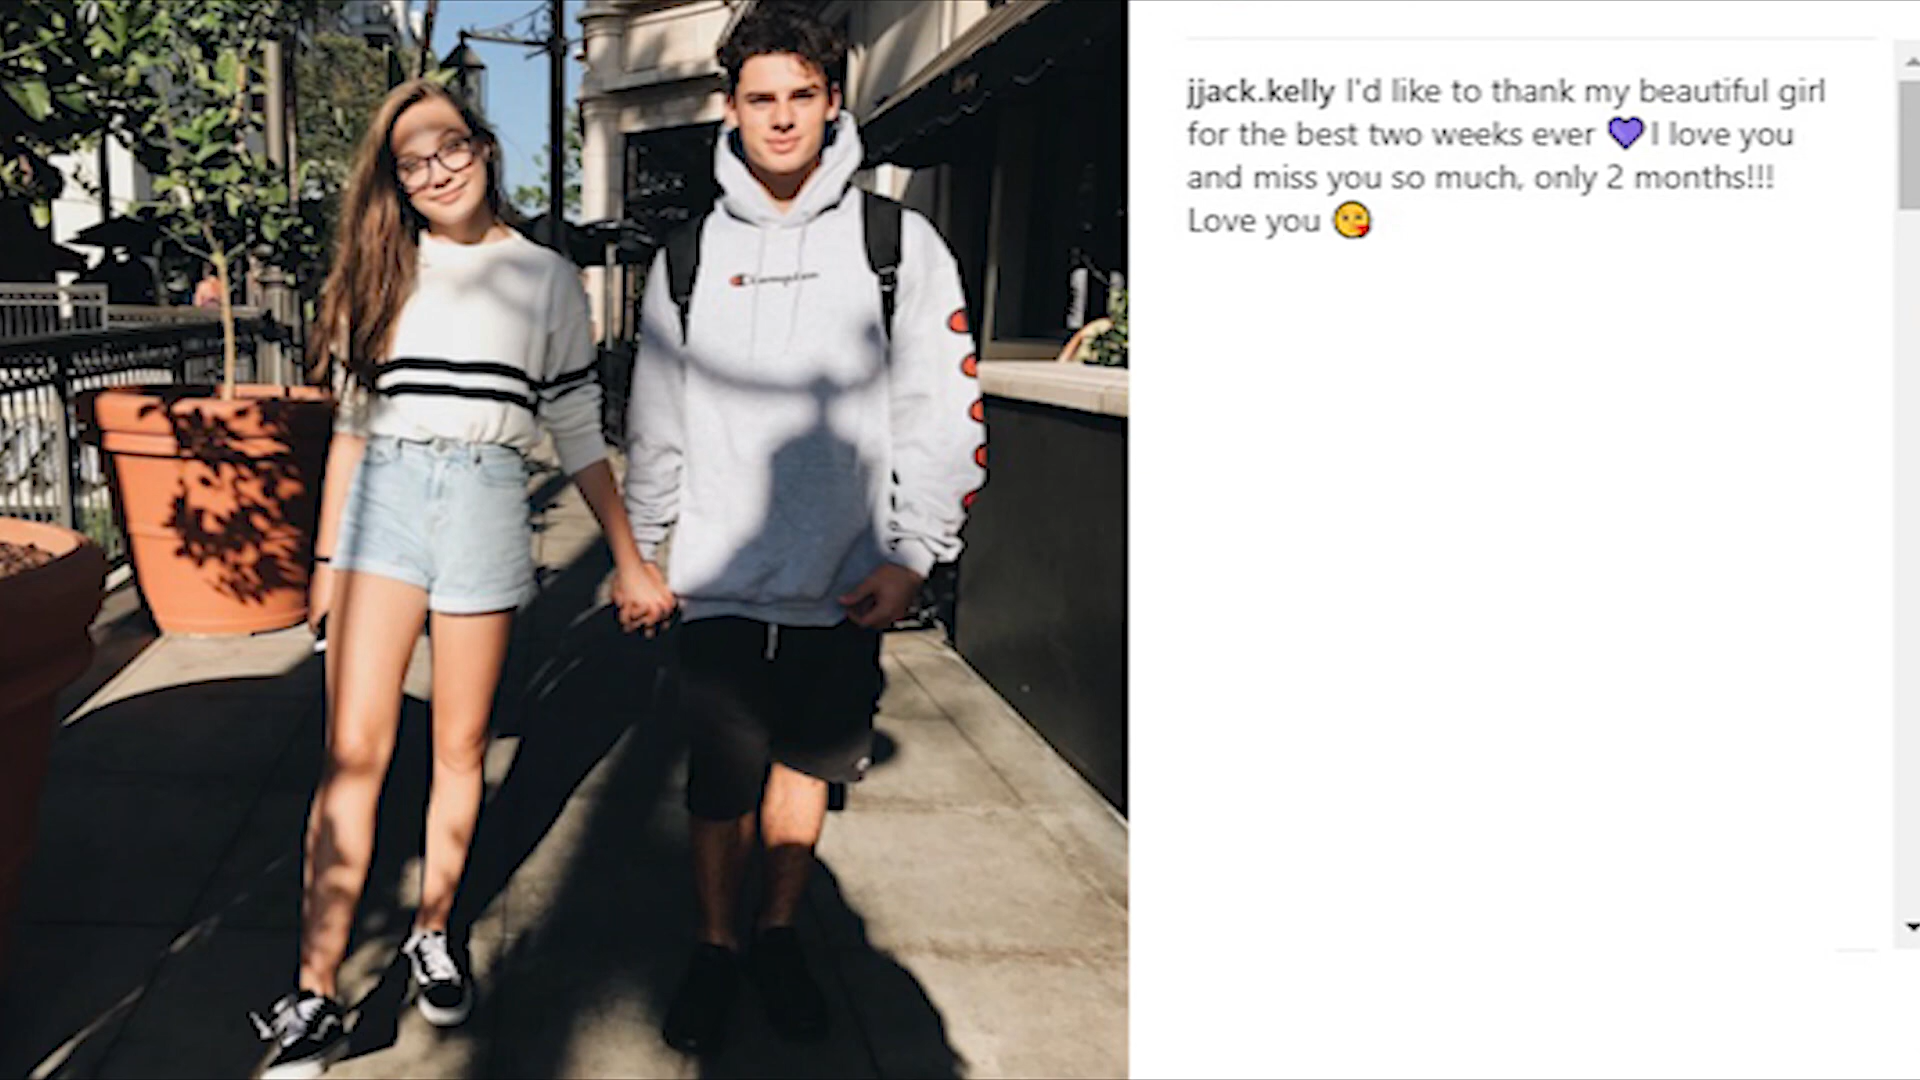 jjack.kelly I'd like to thank my beautiful girl
for the best two weeks ever 💜 I love you
and miss you so much, only 2 months!!!
Love you 😘
Champion